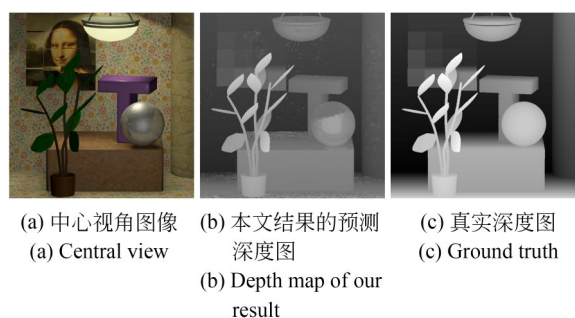 (a) 中心视角图像
(a) Central view
(b) 本文结果的预测
深度图
(b) Depth map of our
result
(c) 真实深度图
(c) Ground truth